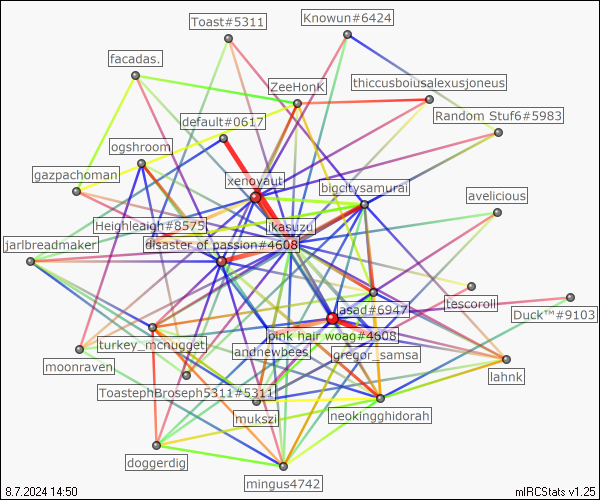 Toast#5311
Knowun#6424
facadas.
ZeeHonK
thiccusboiusalexusjoneus
default#0617
Random Stuf6#5983
ogshroom
gazpachoman
xenoyaut
bigcitysamurai
avelicious
Heighleigh#8575
ikasuzu
jarlbreadmaker
disaster of passion#4608
tescoroll
asad#6947
Duck™#9103
pink hair woag#4608
turkey_mcnugget
andnewbees
gregor_samsa
moonraven
lahnk
ToastephBroseph5311#5311
mukszi
neokingghidorah
doggerdig
mingus4742
8.7.2024 14:50
mIRCStats v1.25